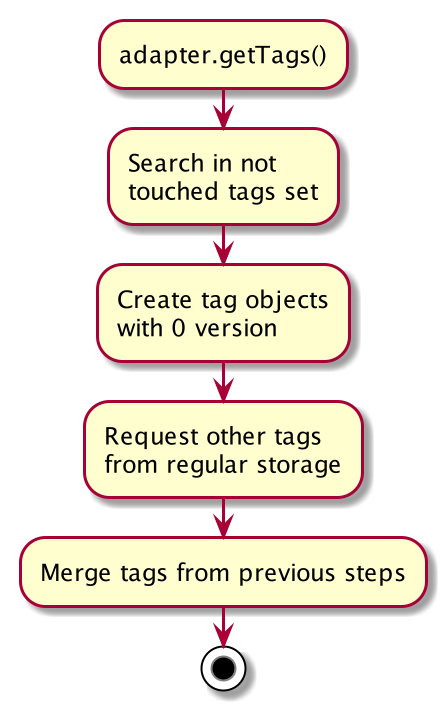 adapter.getTags()
Search in not
touched tags set
Create tag objects
with 0 version
Request other tags
from regular storage
Merge tags from previous steps